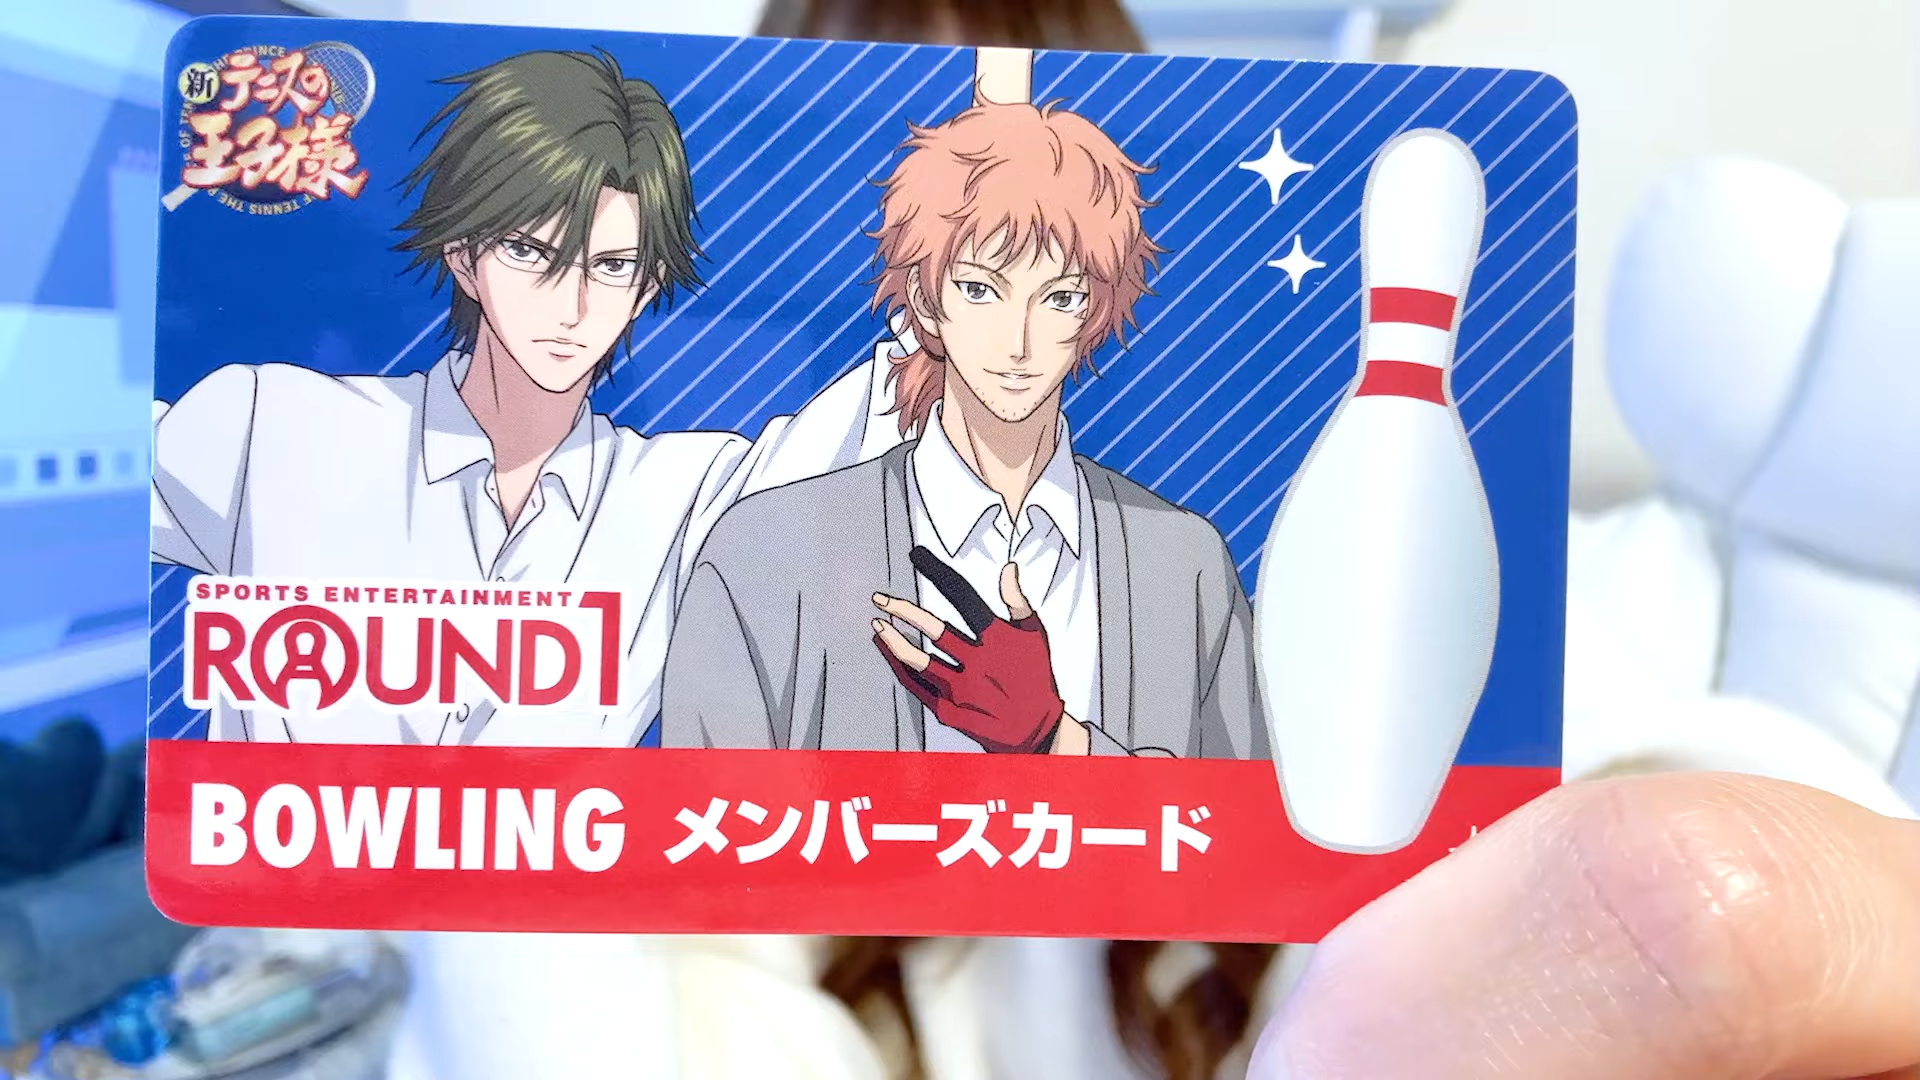 新テニスの
王子様
SPORTS ENTERTAINMENT
ROUND1
BOWLING メンバーズカード